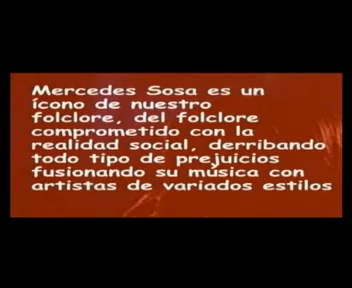 Mercedes Sosa es un
ícono de nuestro
folclore, del folclore
comprometido con la
realidad social, derribando
todo tipo de prejuicios
fusionando su música con
artistas de variados estilos